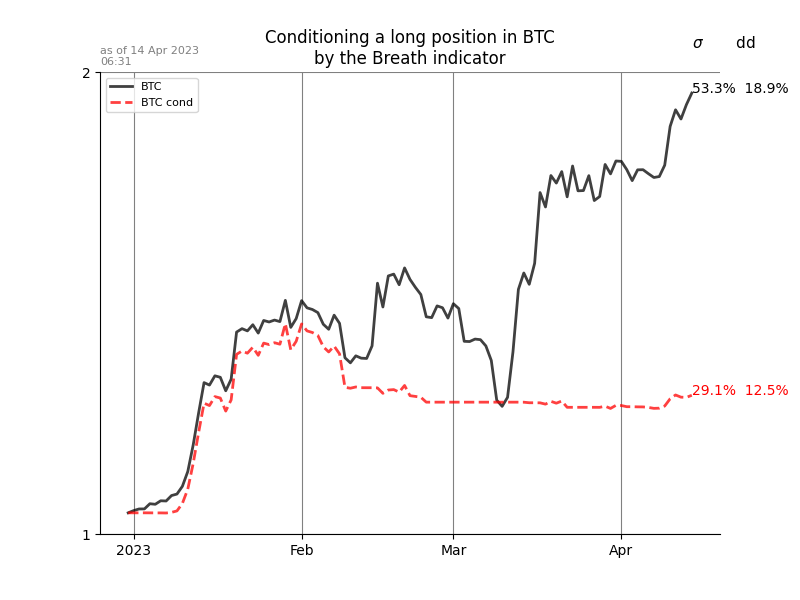 Conditioning a long position in BTC
by the Breath indicator
as of 14 Apr 2023
06:31
σ dd
2
BTC
BTC cond
53.3% 18.9%
29.1% 12.5%
1
2023 Feb Mar Apr